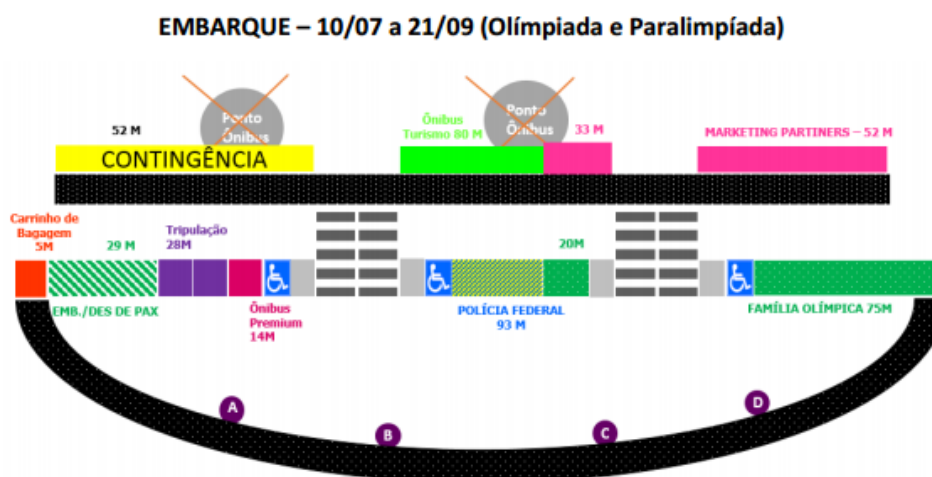 EMBARQUE – 10/07 a 21/09 (Olímpiada e Paralimpíada)
Ponto
Ônibus
Ponto
Ônibus
52 M
CONTINGÊNCIA
Ônibus
Turismo 80 M
33 M
MARKETING PARTINERS – 52 M
Carrinho de
Bagagem
5M
29 M
Tripulação
28M
20M
EMB./DES DE PAX
Ônibus
Premium
14M
POLÍCIA FEDERAL
93 M
FAMÍLIA OLÍMPICA 75M
A
B
C
D